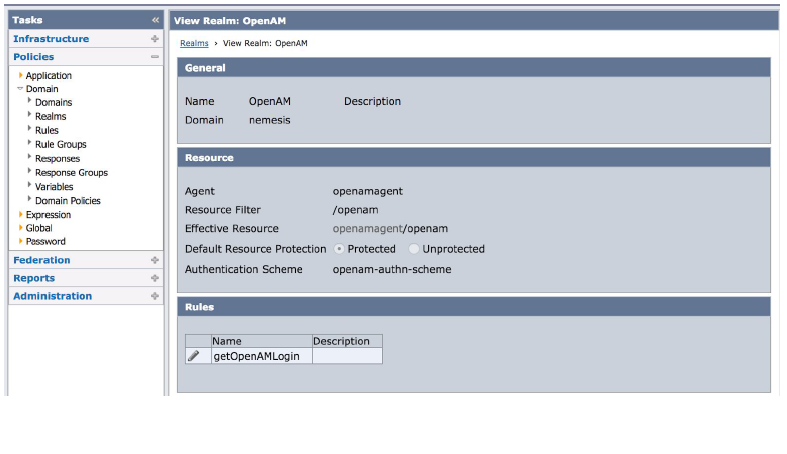 Tasks «
Infrastructure
Policies
Application
Domain
Domains
Realms
Rules
Rule Groups
Responses
Response Groups
Variables
Domain Policies
Expression
Global
Password
Federation
Reports
Administration
View Realm: OpenAM
Realms › View Realm: OpenAM
General
Name OpenAM Description
Domain nemesis
Resource
Agent openamagent
Resource Filter /openam
Effective Resource openamagent/openam
Default Resource Protection Protected Unprotected
Authentication Scheme openam-authn-scheme
Rules
Name Description
getOpenAMLogin